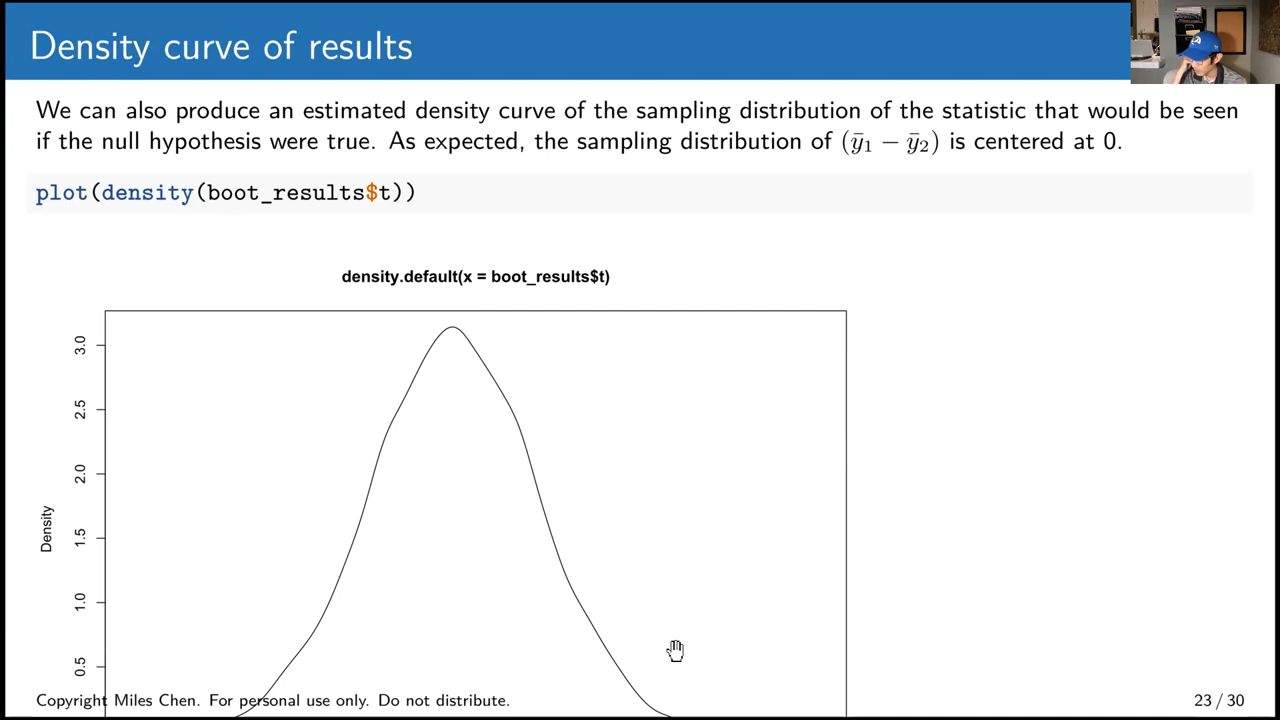 Density curve of results
We can also produce an estimated density curve of the sampling distribution of the statistic that would be seen
if the null hypothesis were true. As expected, the sampling distribution of (ȳ₁ − ȳ₂) is centered at 0.
plot(density(boot_results$t))
density.default(x = boot_results$t)
3.0
2.5
2.0
1.5
1.0
0.5
Density
Copyright Miles Chen. For personal use only. Do not distribute.
23 / 30